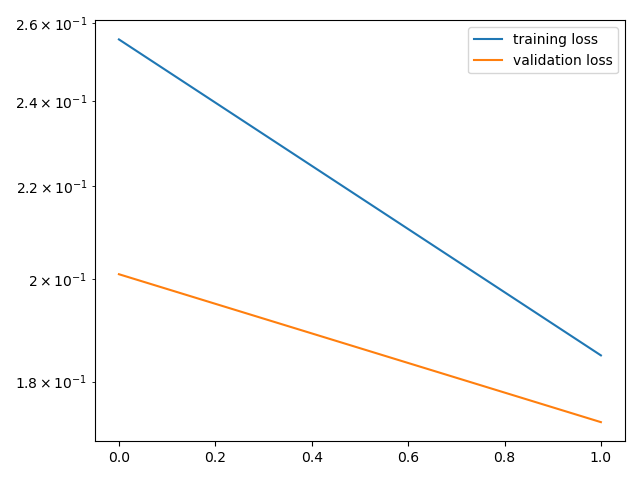 2.6 × 10⁻¹
2.4 × 10⁻¹
2.2 × 10⁻¹
2 × 10⁻¹
1.8 × 10⁻¹
training loss
validation loss
0.0 0.2 0.4 0.6 0.8 1.0